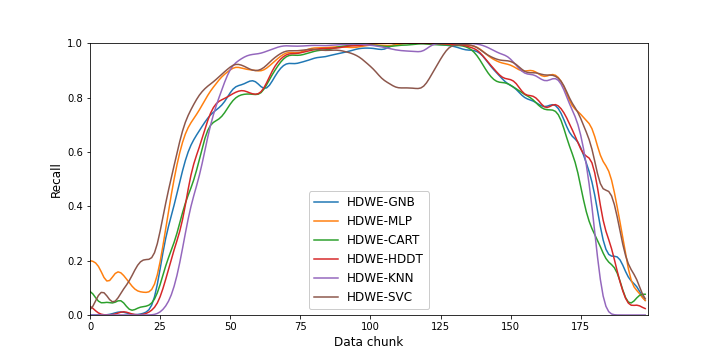 1.0
0.8
0.6
0.4
0.2
0.0
Recall
HDWE-GNB
HDWE-MLP
HDWE-CART
HDWE-HDDT
HDWE-KNN
HDWE-SVC
0 25 50 75 100 125 150 175
Data chunk